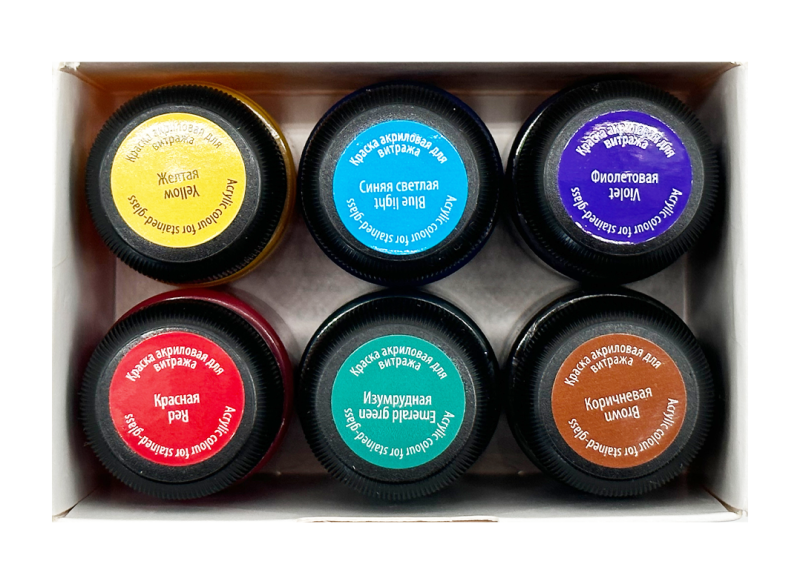 Краска акриловая для
витража
Желтая
Yellow
Acrylic colour for stained-glass
Краска акриловая для
витража
Синяя светлая
Blue light
Acrylic colour for stained-glass
Краска акриловая для
витража
Фиолетовая
Violet
Acrylic colour for stained-glass
Краска акриловая для
витража
Красная
Red
Acrylic colour for stained-glass
Краска акриловая для
витража
Изумрудная
Emerald green
Acrylic colour for stained-glass
Краска акриловая для
витража
Коричневая
Brown
Acrylic colour for stained-glass